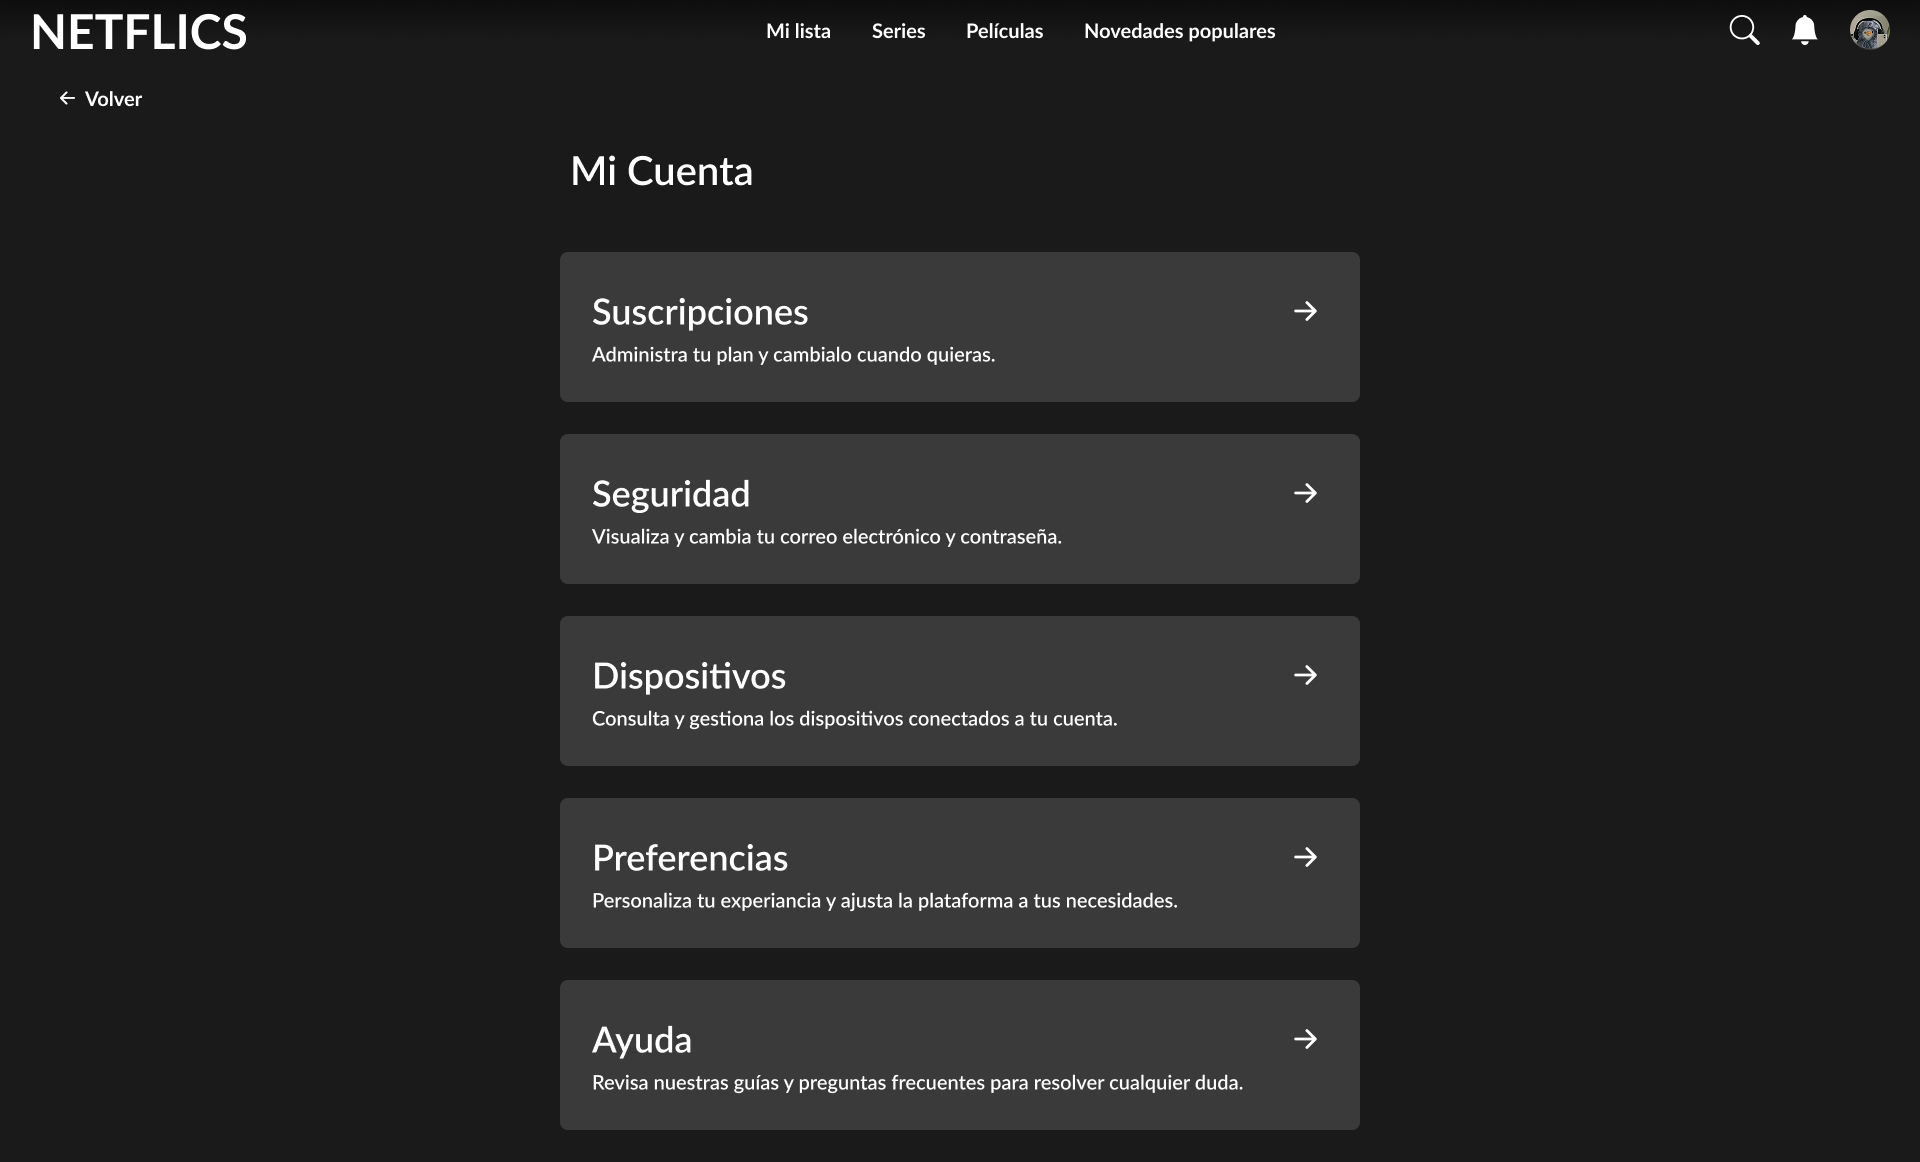 NETFLICS
Mi lista Series Películas Novedades populares
Volver
Mi Cuenta
Suscripciones
Administra tu plan y cambialo cuando quieras.
Seguridad
Visualiza y cambia tu correo electrónico y contraseña.
Dispositivos
Consulta y gestiona los dispositivos conectados a tu cuenta.
Preferencias
Personaliza tu experiancia y ajusta la plataforma a tus necesidades.
Ayuda
Revisa nuestras guías y preguntas frecuentes para resolver cualquier duda.